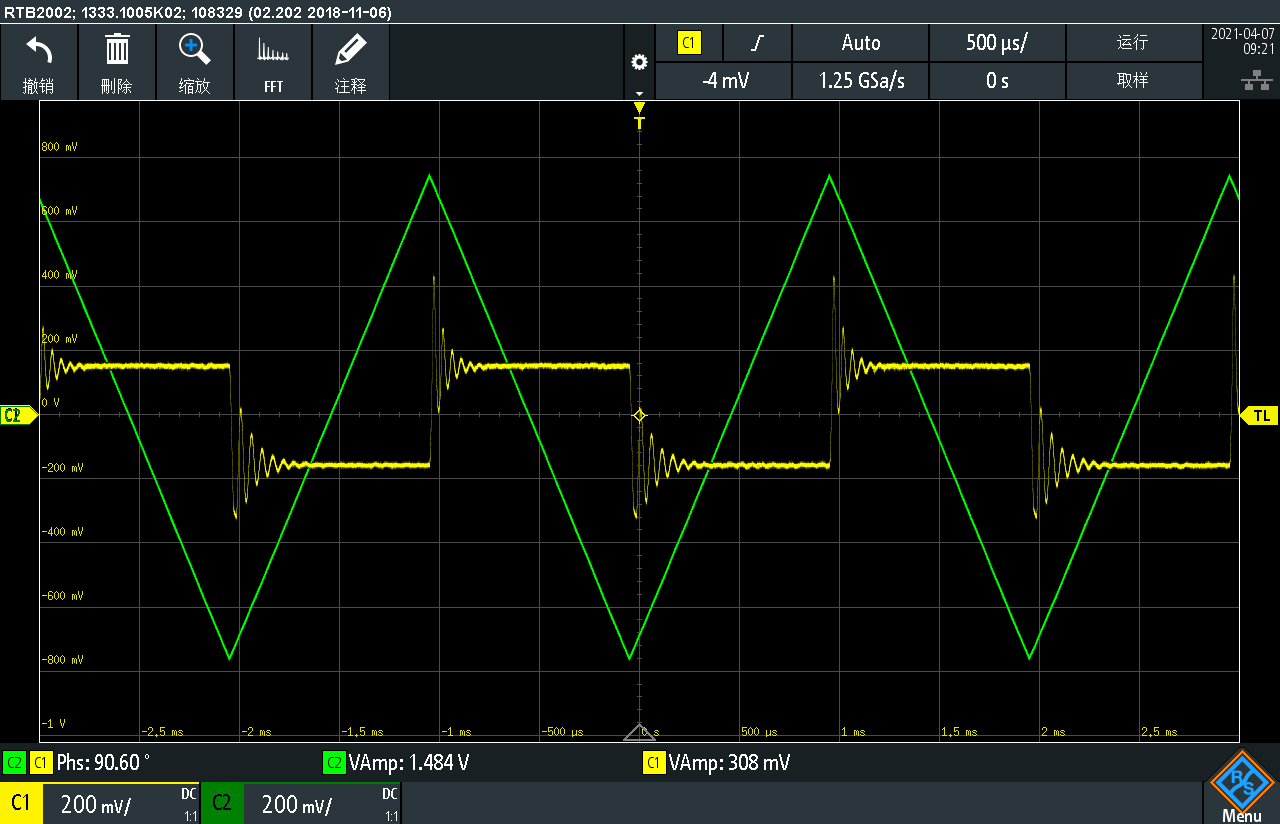 RTB2002; 1333.1005K02; 108329 (02.202 2018-11-06)
撤销 刪除 缩放 FFT 注释
C1 Auto 500 µs/ 运行
-4 mV 1.25 GSa/s 0 s 取样
2021-04-07
09:21
T
800 mV
600 mV
400 mV
200 mV
0 V
C2
TL
-200 mV
-400 mV
-600 mV
-800 mV
-1 V
-2,5 ms -2 ms -1,5 ms -1 ms -500 µs 0 s 500 µs 1 ms 1,5 ms 2 ms 2,5 ms
C2 C1 Phs: 90.60 ° C2 VAmp: 1.484 V C1 VAmp: 308 mV
C1 200 mV/ DC 1:1 C2 200 mV/ DC 1:1
R S
Menu